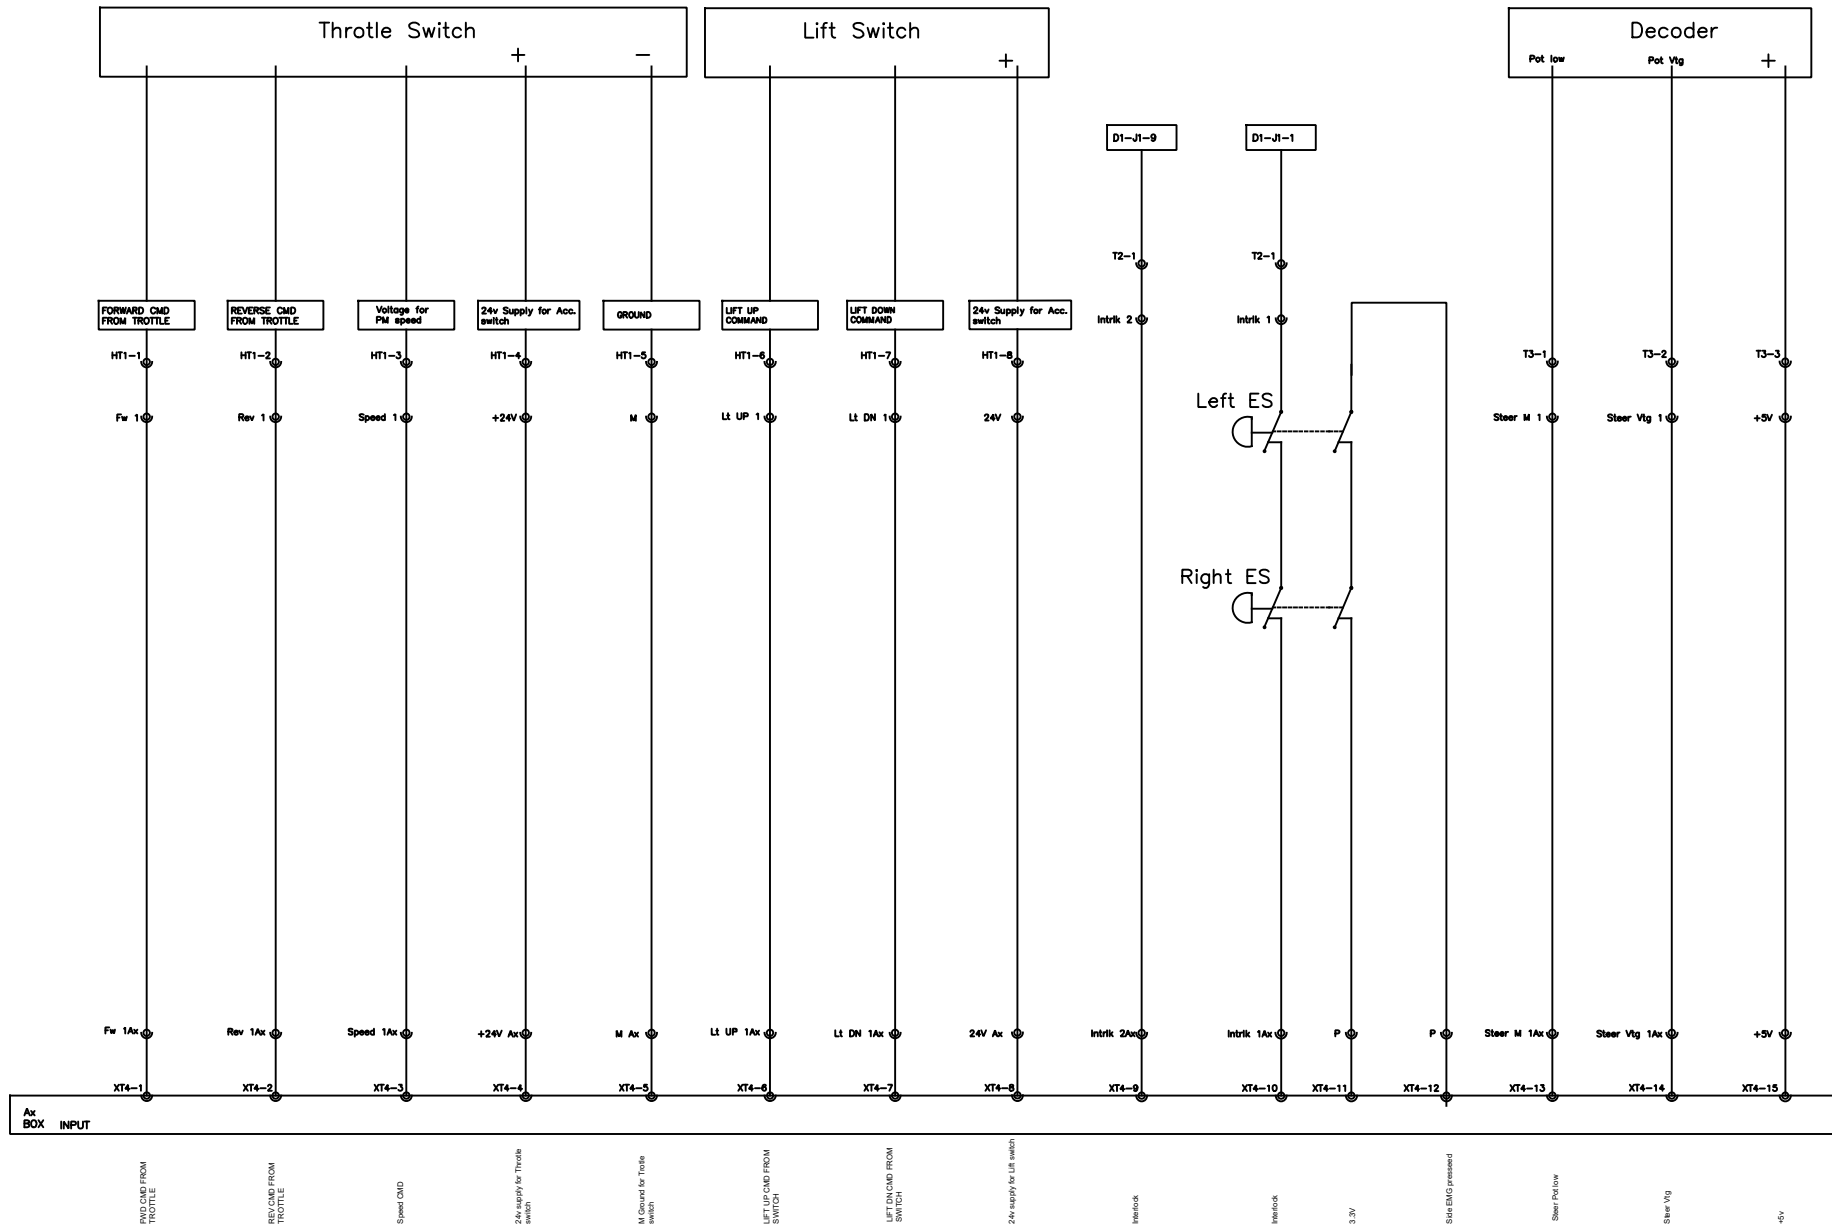 Throtle Switch
+ −
Lift Switch
+
Decoder
Pot low Pot Vtg +
D1-J1-9
D1-J1-1
T2-1
T2-1
FORWARD CMD
FROM TROTTLE
REVERSE CMD
FROM TROTTLE
Voltage for
PM speed
24v Supply for Acc.
switch
GROUND
LIFT UP
COMMAND
LIFT DOWN
COMMAND
24v Supply for Acc.
switch
Intrlk 2
Intrlk 1
HT1-1
HT1-2
HT1-3
HT1-4
HT1-5
HT1-6
HT1-7
HT1-8
T3-1
T3-2
T3-3
Left ES
Fw 1
Rev 1
Speed 1
+24V
M
Lt UP 1
Lt DN 1
24V
Steer M 1
Steer Vtg 1
+5V
Right ES
Fw 1Ax
Rev 1Ax
Speed 1Ax
+24V Ax
M Ax
Lt UP 1Ax
Lt DN 1Ax
24V Ax
Intrlk 2Ax
Intrlk 1Ax
P
P
Steer M 1Ax
Steer Vtg 1Ax
+5V
XT4-1
XT4-2
XT4-3
XT4-4
XT4-5
XT4-6
XT4-7
XT4-8
XT4-9
XT4-10
XT4-11
XT4-12
XT4-13
XT4-14
XT4-15
Ax
BOX INPUT
FWD CMD FROM
TROTTLE
REV CMD FROM
TROTTLE
Speed CMD
24v supply for Throtle
switch
M Ground for Trotle
switch
LIFT UP CMD FROM
SWITCH
LIFT DN CMD FROM
SWITCH
24v supply for Lift switch
Interlock
Interlock
3.3V
Side EMG presseed
Steer Pot low
Steer Vtg
+5v